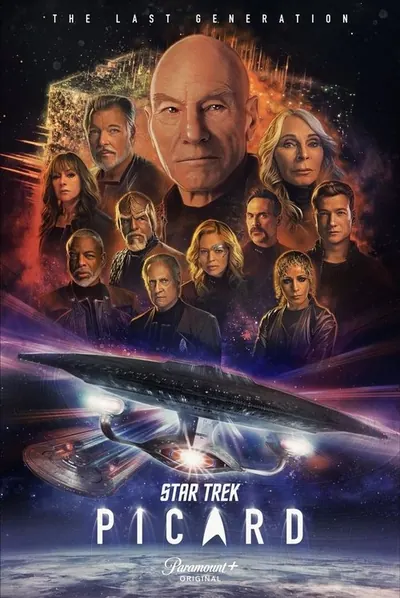 THE LAST GENERATION
STAR TREK
PICARD
Paramount+
ORIGINAL